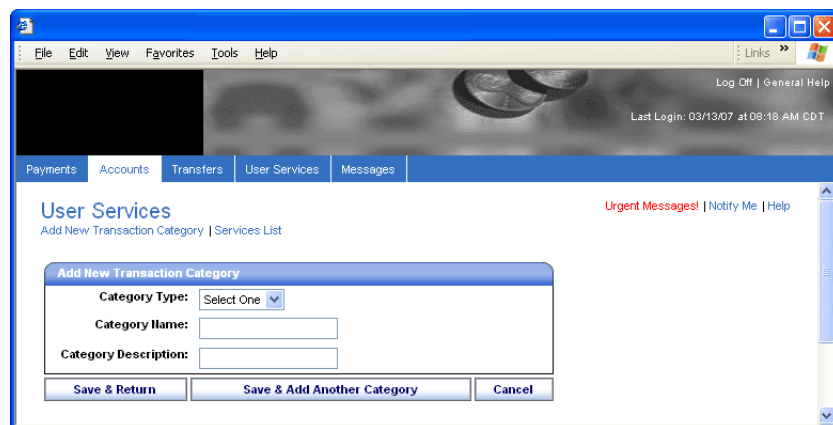 File Edit View Favorites Tools Help Links »
Log Off | General Help
Last Login: 03/13/07 at 08:18 AM CDT
Payments Accounts Transfers User Services Messages
User Services
Urgent Messages! | Notify Me | Help
Add New Transaction Category | Services List
Add New Transaction Category
Category Type: Select One
Category Name:
Category Description:
Save & Return Save & Add Another Category Cancel